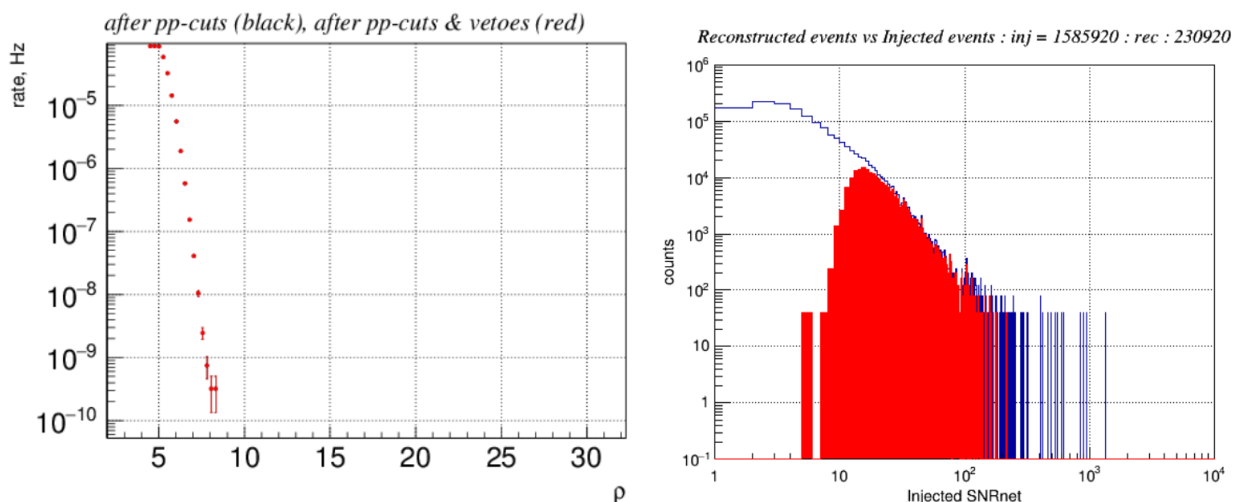 after pp-cuts (black), after pp-cuts & vetoes (red)
rate, Hz
10⁻⁵
10⁻⁶
10⁻⁷
10⁻⁸
10⁻⁹
10⁻¹⁰
5 10 15 20 25 30
ρ
Reconstructed events vs Injected events : inj = 1585920 : rec : 230920
counts
10⁶
10⁵
10⁴
10³
10²
10
1
10⁻¹
1 10 10² 10³ 10⁴
Injected SNRnet